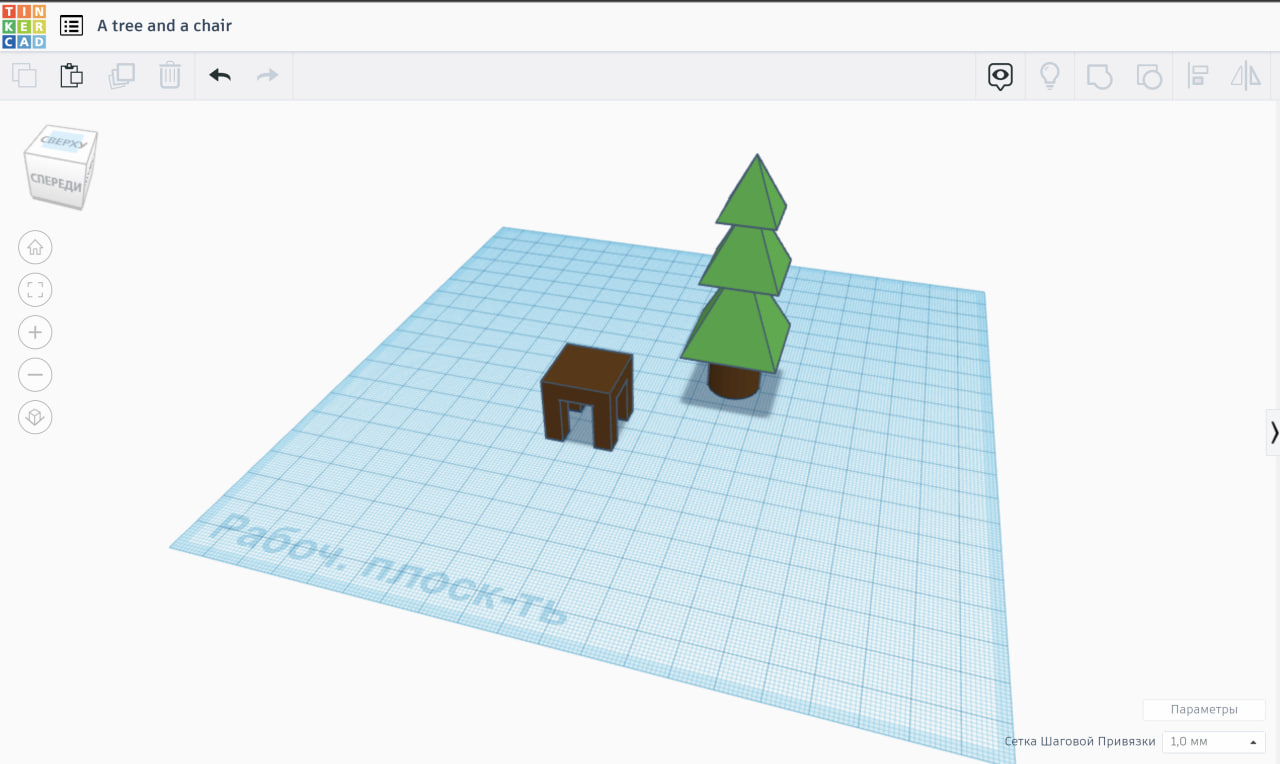 TIN
KER
CAD
A tree and a chair
СВЕРХУ
СПЕРЕДИ
Рабоч. плоск-ть
Параметры
Сетка Шаговой Привязки 1,0 мм